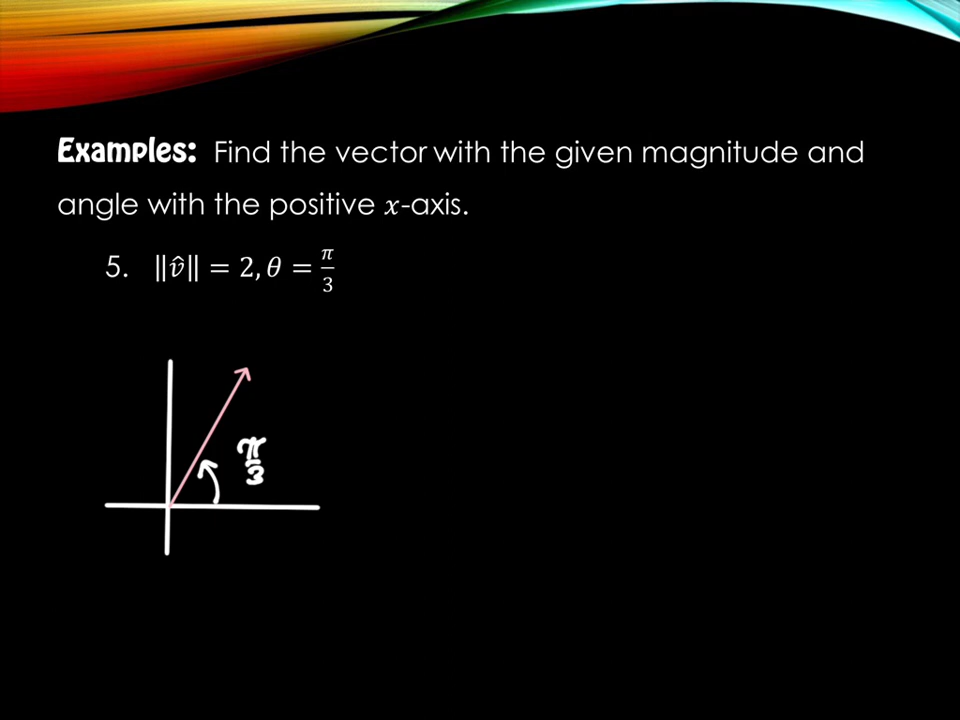 Examples: Find the vector with the given magnitude and
angle with the positive 𝑥-axis.
5. ‖𝑣̂‖ = 2, 𝜃 = 𝜋/3
π/3